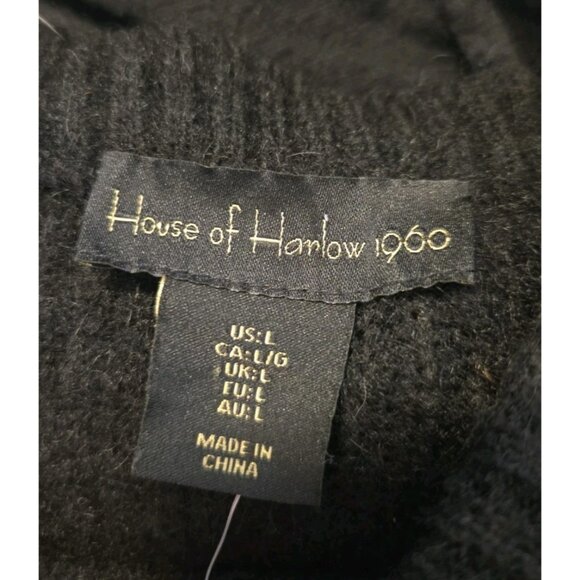 House of Harlow 1960
US:L
CA:L/G
UK:L
EU:L
AU:L
MADE IN
CHINA